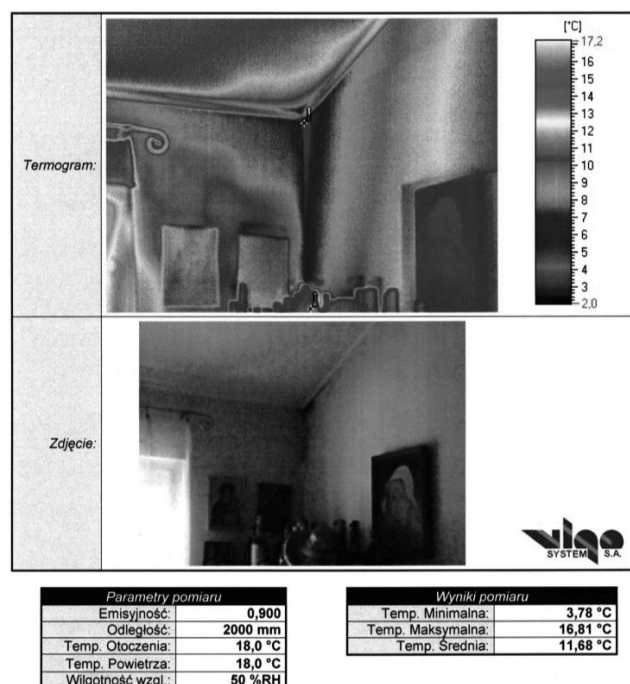 Termogram:
[°C]
17,2
16
15
14
13
12
11
10
9
8
7
6
5
4
3
2,0
Zdjęcie:
vigo
SYSTEM S.A.
Parametry pomiaru
Emisyjność: 0,900
Odległość: 2000 mm
Temp. Otoczenia: 18,0 °C
Temp. Powietrza: 18,0 °C
Wilgotność wzgl.: 50 %RH
Wyniki pomiaru
Temp. Minimalna: 3,78 °C
Temp. Maksymalna: 16,81 °C
Temp. Średnia: 11,68 °C